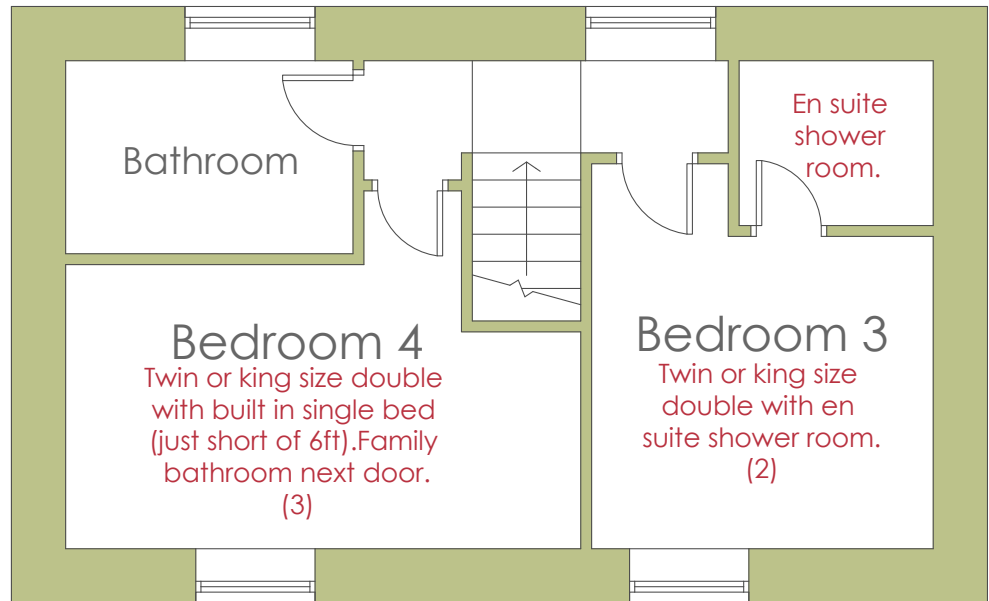 En suite
shower
room.
Bathroom
Bedroom 4
Twin or king size double
with built in single bed
(just short of 6ft).Family
bathroom next door.
(3)
Bedroom 3
Twin or king size
double with en
suite shower room.
(2)